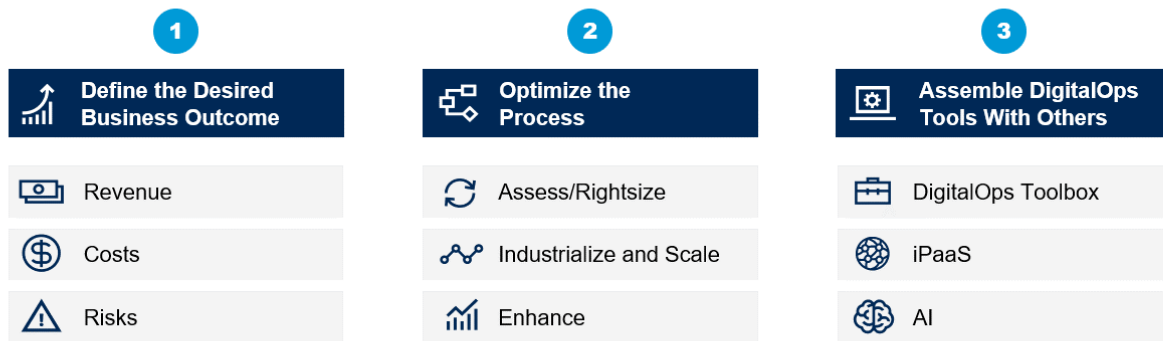 1
Define the Desired
Business Outcome
Revenue
Costs
Risks
2
Optimize the
Process
Assess/Rightsize
Industrialize and Scale
Enhance
3
Assemble DigitalOps
Tools With Others
DigitalOps Toolbox
iPaaS
AI